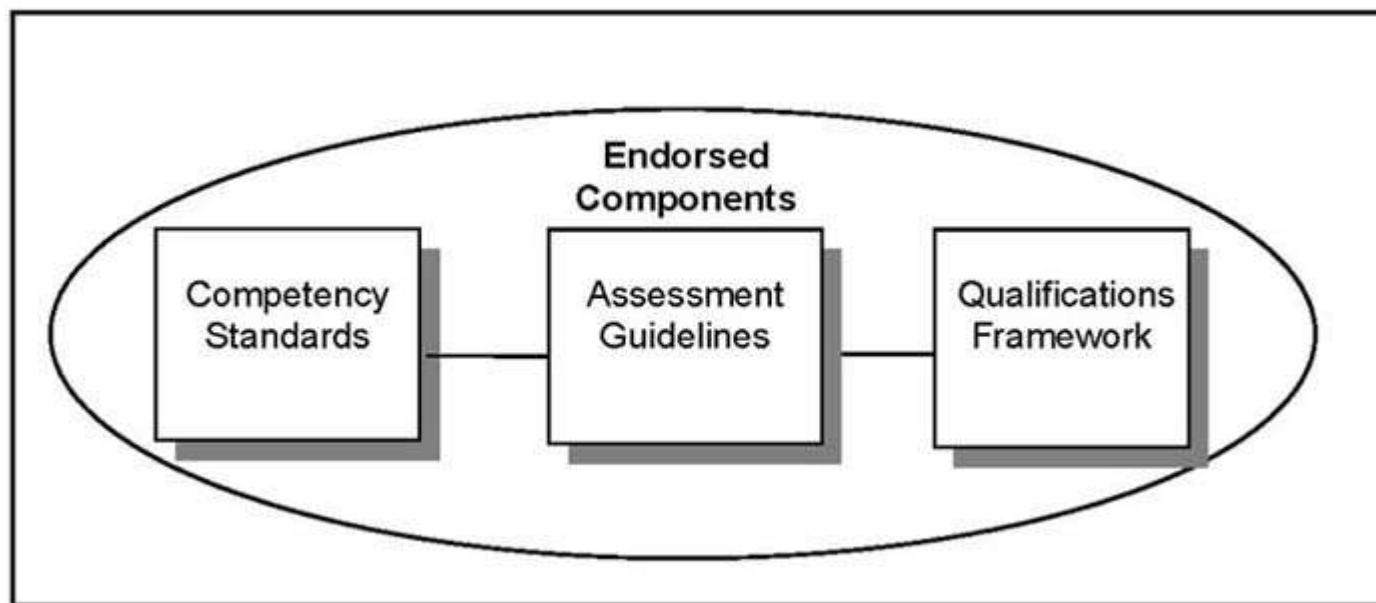 Endorsed
Components
Competency
Standards
Assessment
Guidelines
Qualifications
Framework